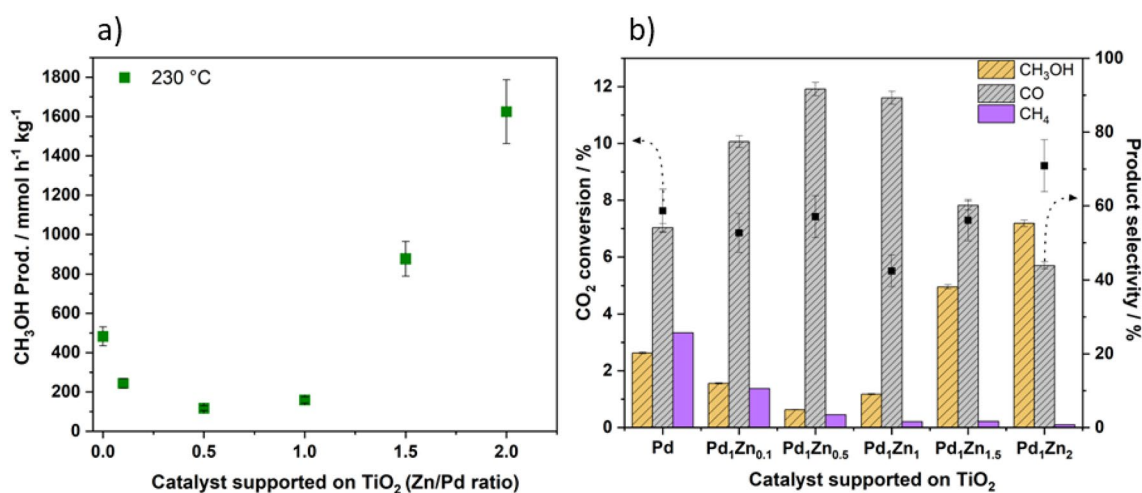 a)
230 °C
CH₃OH Prod. / mmol h⁻¹ kg⁻¹
1800
1600
1400
1200
1000
800
600
400
200
0
0.0 0.5 1.0 1.5 2.0
Catalyst supported on TiO₂ (Zn/Pd ratio)
b)
CH₃OH
CO
CH₄
CO₂ conversion / %
12
10
8
6
4
2
0
Product selectivity / %
100
80
60
40
20
0
Pd Pd₁Zn₀.₁ Pd₁Zn₀.₅ Pd₁Zn₁ Pd₁Zn₁.₅ Pd₁Zn₂
Catalyst supported on TiO₂